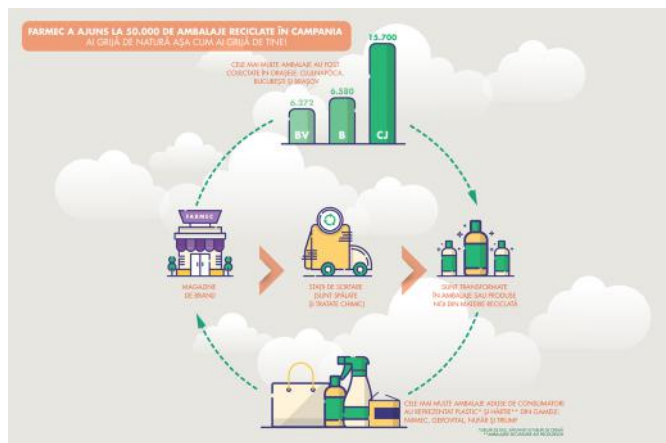 FARMEC A AJUNS LA 50.000 DE AMBALAJE RECICLATE ÎN CAMPANIA
AI GRIJĂ DE NATURĂ AȘA CUM AI GRIJĂ DE TINE!
CELE MAI MULTE AMBALAJE AU FOST
COLECTATE ÎN ORAȘELE: CLUJ-NAPOCA,
BUCUREȘTI ȘI BRAȘOV
15.700
6.580
6.372
BV
B
CJ
FARMEC
MAGAZINE
DE BRAND
STAȚII DE SORTARE
(SUNT SPĂLATE
ȘI TRATATE CHIMIC)
SUNT TRANSFORMATE
ÎN AMBALAJE SAU PRODUSE
NOI DIN MATERIE RECICLATĂ
CELE MAI MULTE AMBALAJE ADUSE DE CONSUMATORI
AU REPREZENTAT PLASTIC* ȘI HÂRTIE** DIN GAMELE:
FARMEC, GEROVITAL, NUFĂR ȘI TRIUMF